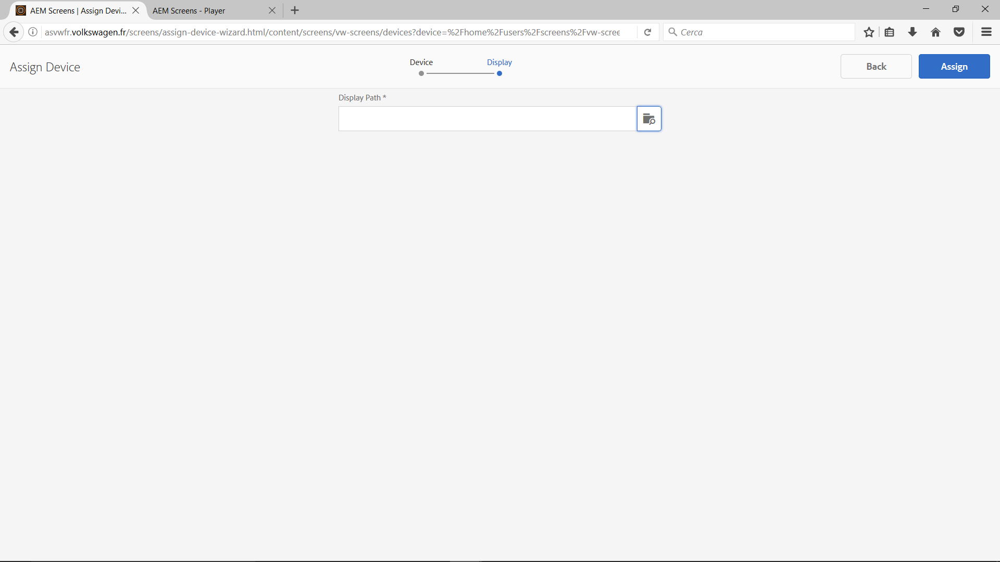 AEM Screens | Assign Devi...
AEM Screens - Player
asvwfr.volkswagen.fr/screens/assign-device-wizard.html/content/screens/vw-screens/devices?device=%2Fhome%2Fusers%2Fscreens%2Fvw-scree
Cerca
Assign Device
Device
Display
Back
Assign
Display Path *